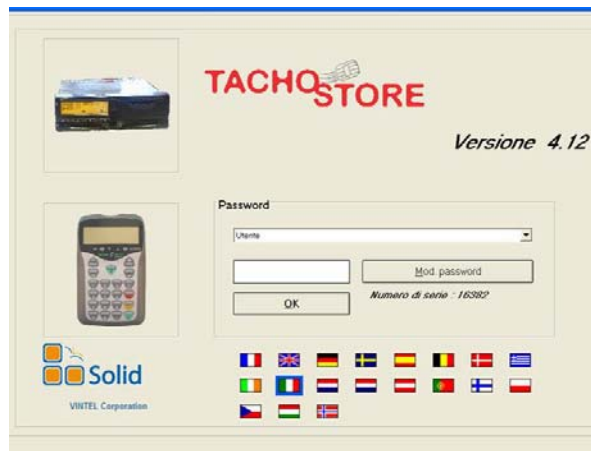 TACHOSTORE
Versione 4.12
Password
Utente
Mod. password
OK
Numero di serie : 16382
Solid
VINTEL Corporation